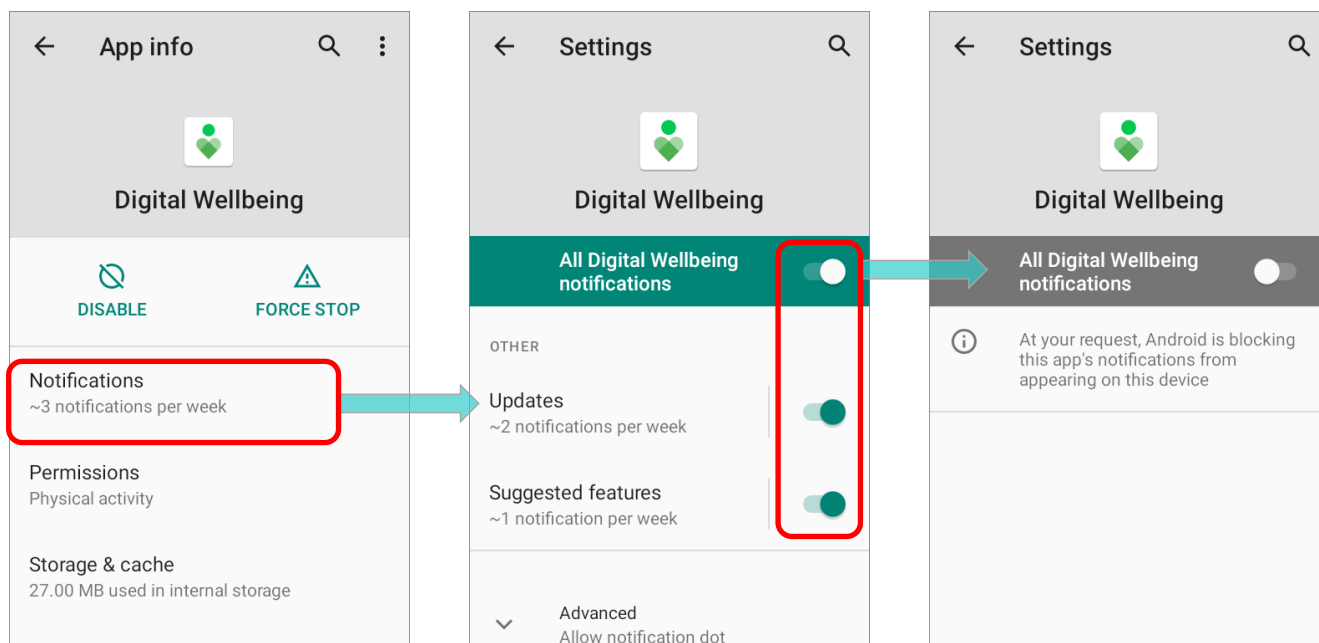 App info
Digital Wellbeing
DISABLE
FORCE STOP
Notifications
~3 notifications per week
Permissions
Physical activity
Storage & cache
27.00 MB used in internal storage
Settings
Digital Wellbeing
All Digital Wellbeing
notifications
OTHER
Updates
~2 notifications per week
Suggested features
~1 notification per week
Advanced
Allow notification dot
Settings
Digital Wellbeing
All Digital Wellbeing
notifications
At your request, Android is blocking
this app's notifications from
appearing on this device